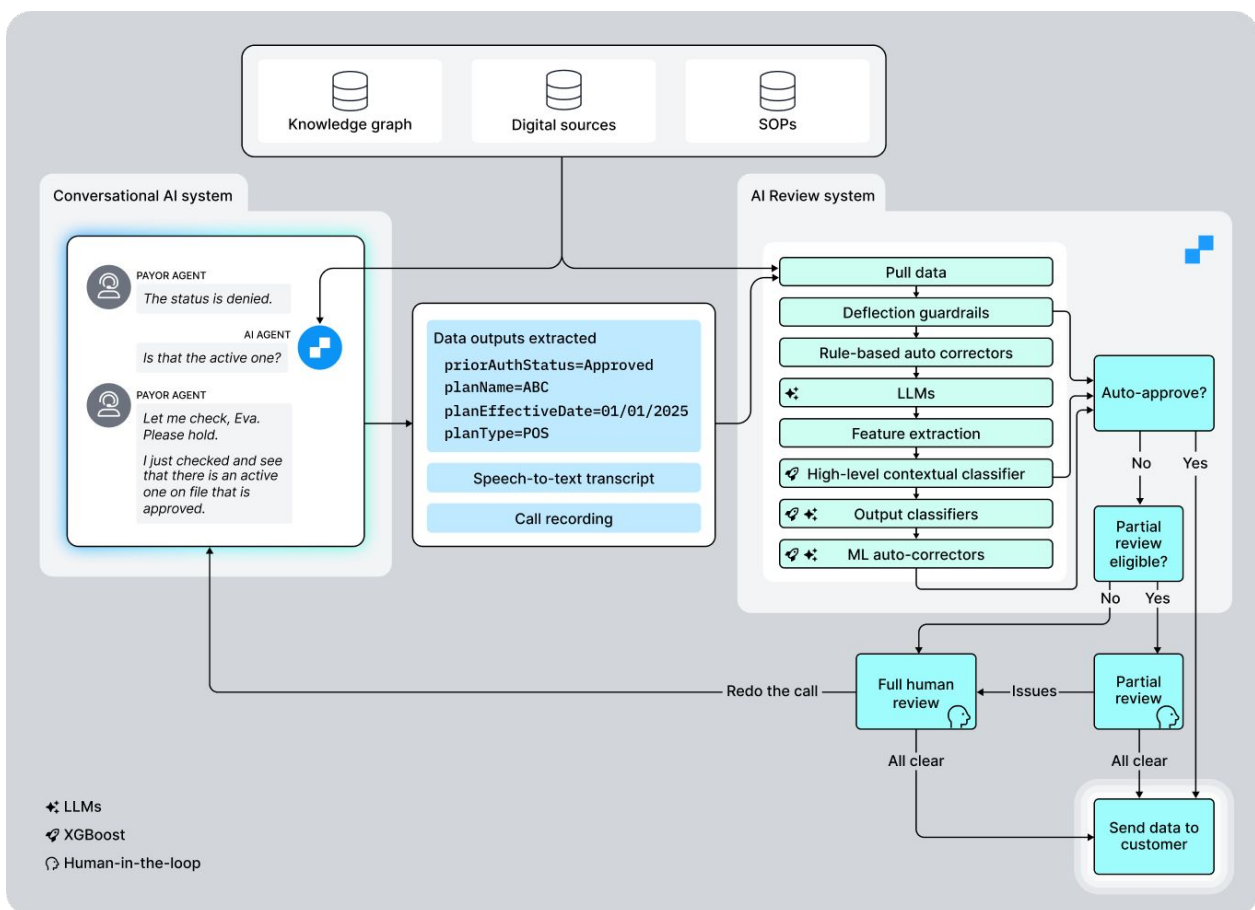 Knowledge graph
Digital sources
SOPs
Conversational AI system
PAYOR AGENT
The status is denied.
AI AGENT
Is that the active one?
PAYOR AGENT
Let me check, Eva.
Please hold.
I just checked and see
that there is an active
one on file that is
approved.
Data outputs extracted
priorAuthStatus=Approved
planName=ABC
planEffectiveDate=01/01/2025
planType=POS
Speech-to-text transcript
Call recording
AI Review system
Pull data
Deflection guardrails
Rule-based auto correctors
LLMs
Feature extraction
High-level contextual classifier
Output classifiers
ML auto-correctors
Auto-approve?
No
Yes
Partial
review
eligible?
No
Yes
Redo the call
Full human
review
Issues
Partial
review
All clear
All clear
Send data to
customer
LLMs
XGBoost
Human-in-the-loop